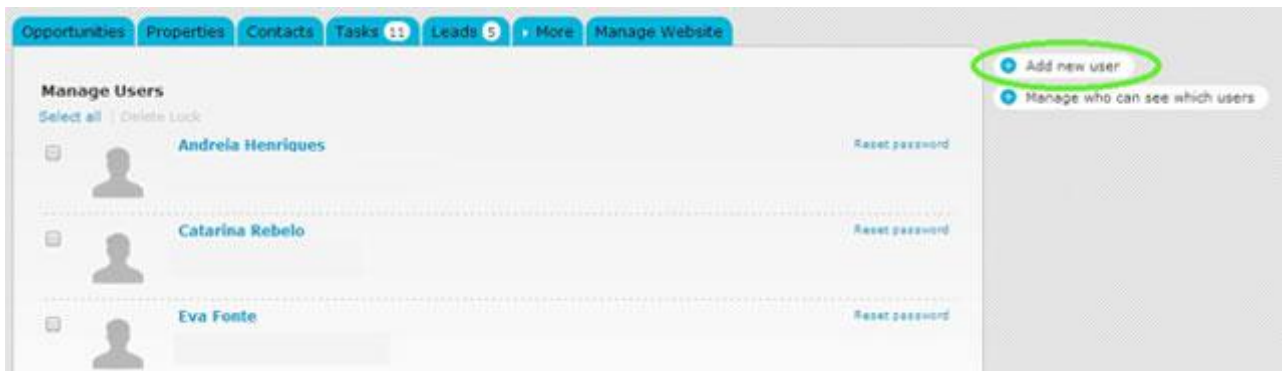 Opportunities Properties Contacts Tasks 11 Leads 5 More Manage Website
Add new user
Manage Users
Manage who can see which users
Select all | Delete Lock
Andreia Henriques Reset password
Catarina Rebelo Reset password
Eva Fonte Reset password